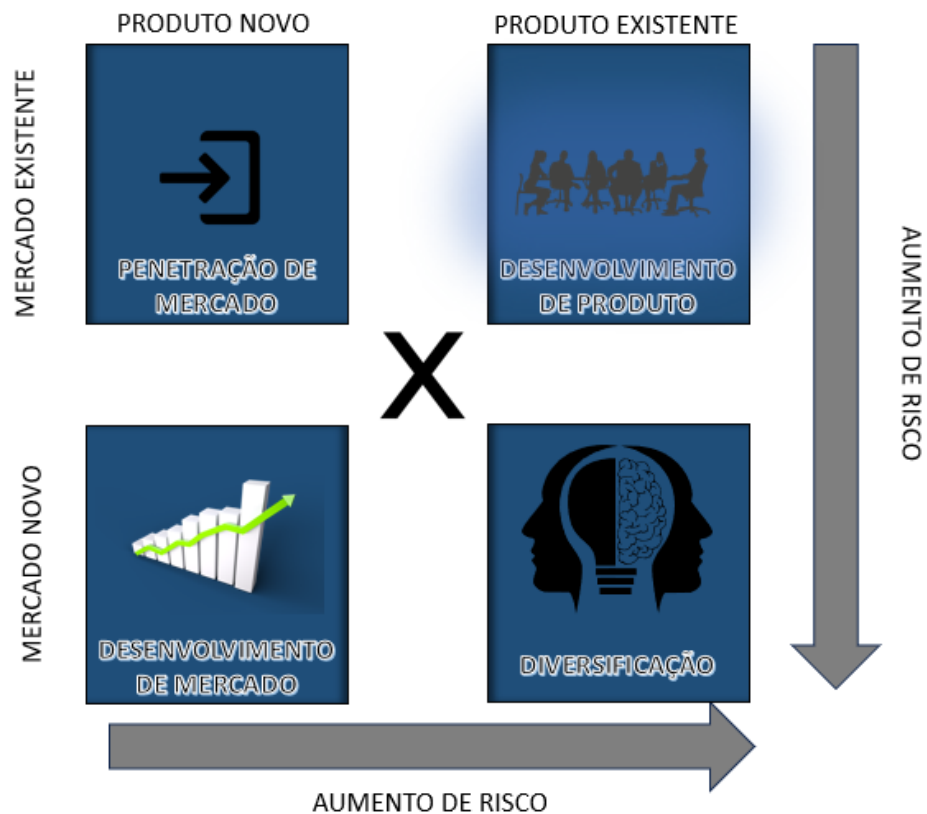 PRODUTO NOVO
PRODUTO EXISTENTE
MERCADO EXISTENTE
PENETRAÇÃO DE
MERCADO
DESENVOLVIMENTO
DE PRODUTO
AUMENTO DE RISCO
X
MERCADO NOVO
DESENVOLVIMENTO
DE MERCADO
DIVERSIFICAÇÃO
AUMENTO DE RISCO